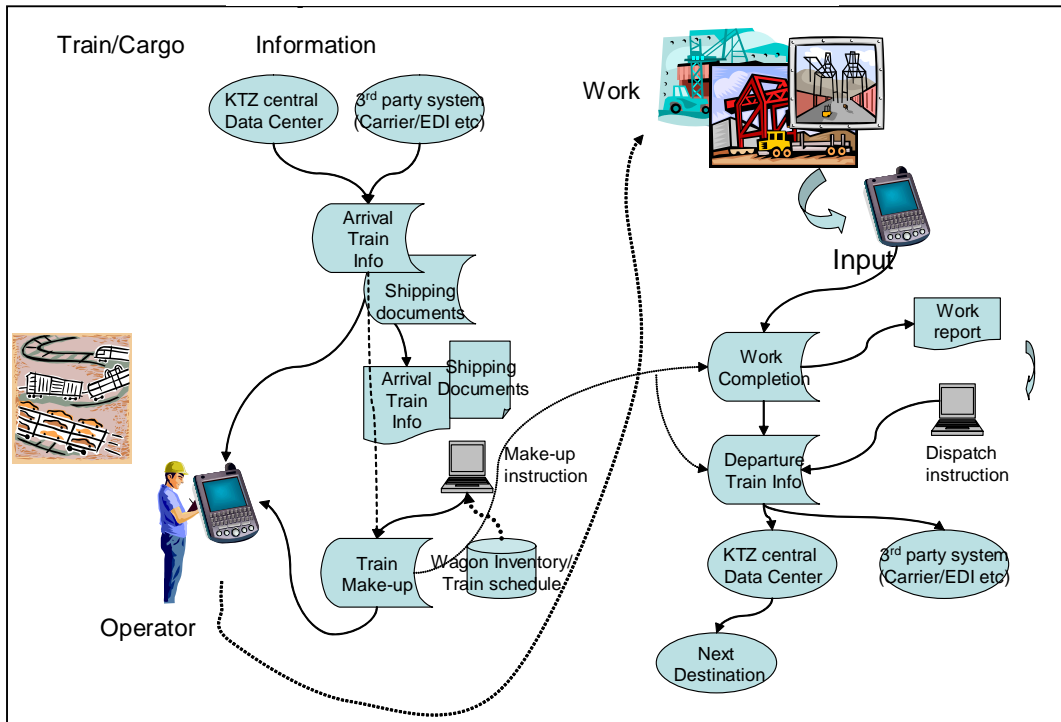 Train/Cargo
Information
Work
KTZ central
Data Center
3rd party system
(Carrier/EDI etc)
Arrival
Train
Info
Shipping
documents
Input
Work
report
Shipping
Documents
Arrival
Train
Info
Work
Completion
Make-up
instruction
Departure
Train Info
Dispatch
instruction
Train
Make-up
Wagon Inventory/
Train schedule
KTZ central
Data Center
3rd party system
(Carrier/EDI etc)
Operator
Next
Destination